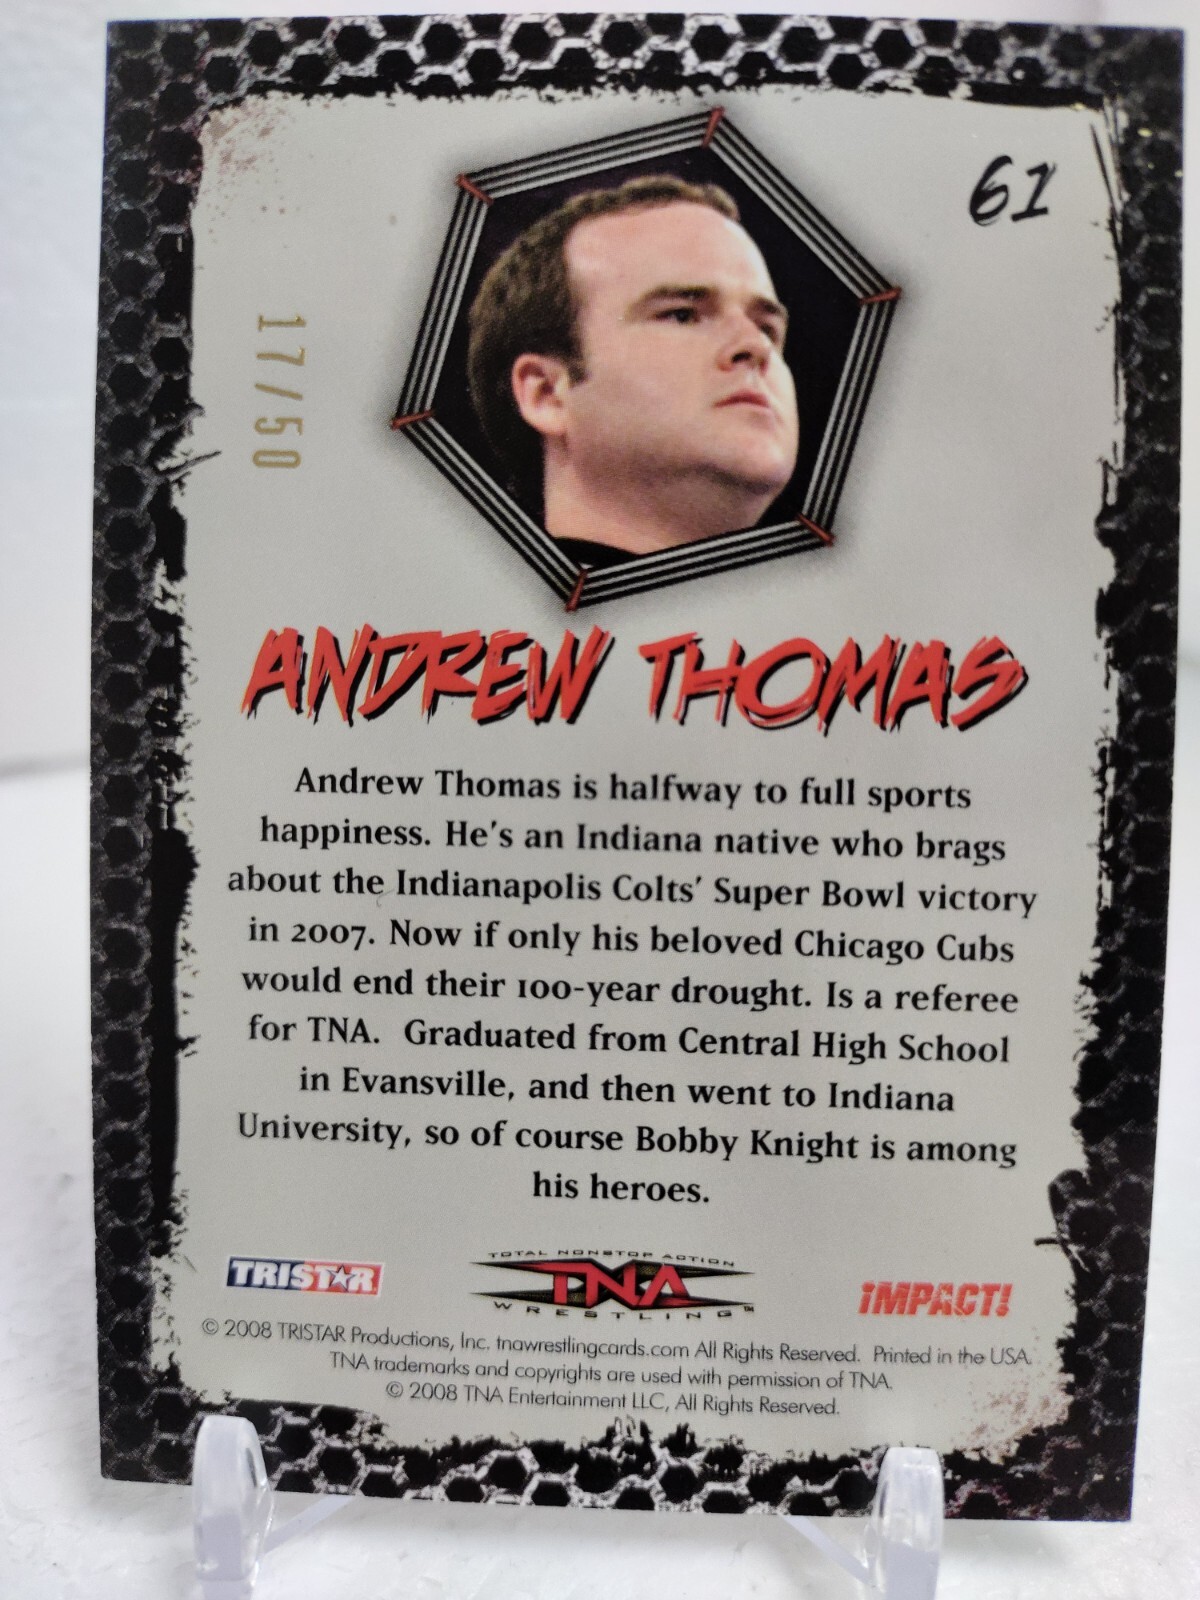 61
17/50
ANDREW THOMAS
Andrew Thomas is halfway to full sports
happiness. He's an Indiana native who brags
about the Indianapolis Colts' Super Bowl victory
in 2007. Now if only his beloved Chicago Cubs
would end their 100-year drought. Is a referee
for TNA. Graduated from Central High School
in Evansville, and then went to Indiana
University, so of course Bobby Knight is among
his heroes.
TRISTAR
TOTAL NONSTOP ACTION
TNA
WRESTLING™
iMPACT!
© 2008 TRISTAR Productions, Inc. tnawrestlingcards.com All Rights Reserved. Printed in the USA.
TNA trademarks and copyrights are used with permission of TNA.
© 2008 TNA Entertainment LLC, All Rights Reserved.